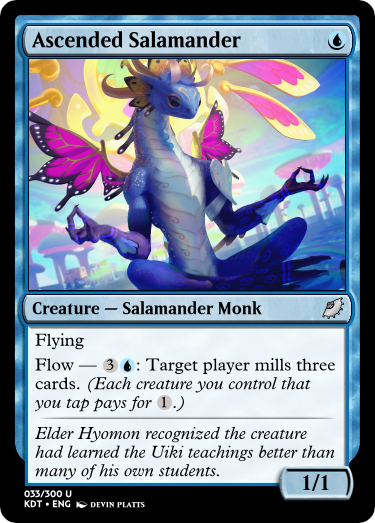 Ascended Salamander
Creature — Salamander Monk
Flying
Flow — 3 : Target player mills three
cards. (Each creature you control that
you tap pays for 1.)
Elder Hyomon recognized the creature
had learned the Uiki teachings better than
many of his own students.
1/1
033/300 U
KDT • ENG DEVIN PLATTS